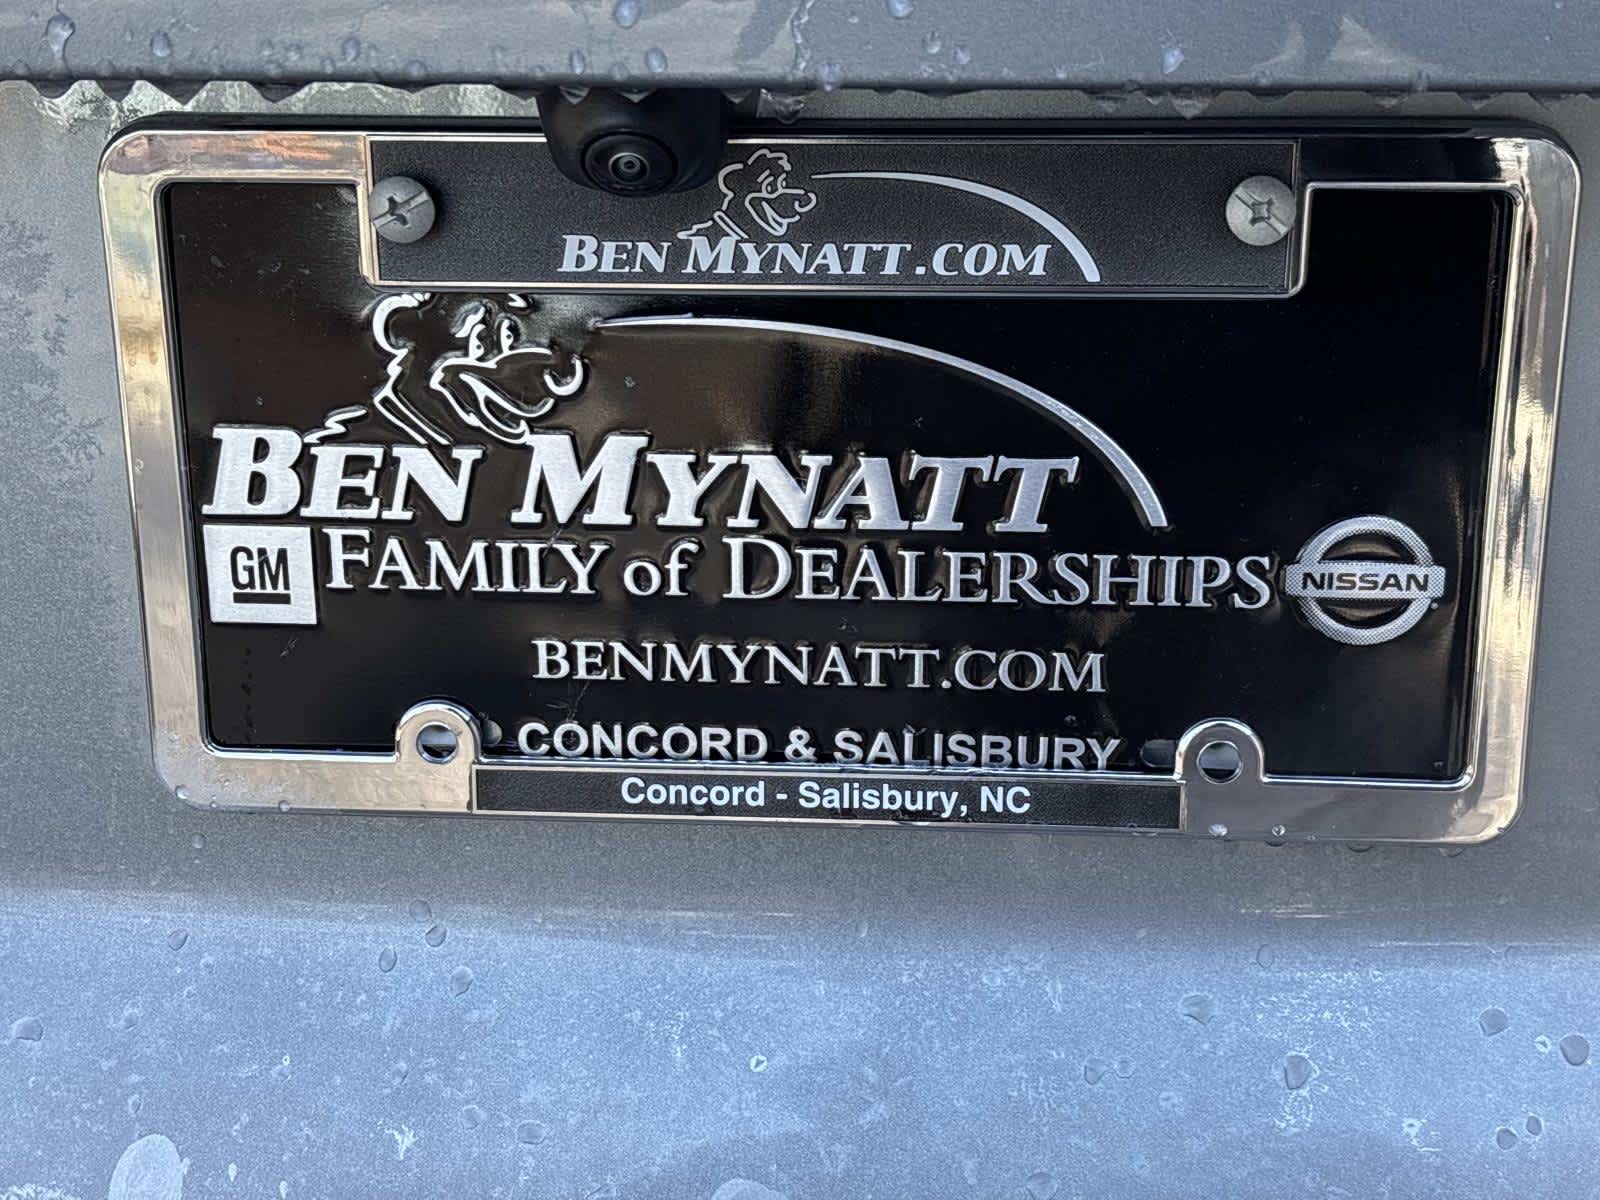 BEN MYNATT.COM
BEN MYNATT
GM FAMILY of DEALERSHIPS NISSAN
BENMYNATT.COM
CONCORD & SALISBURY
Concord - Salisbury, NC